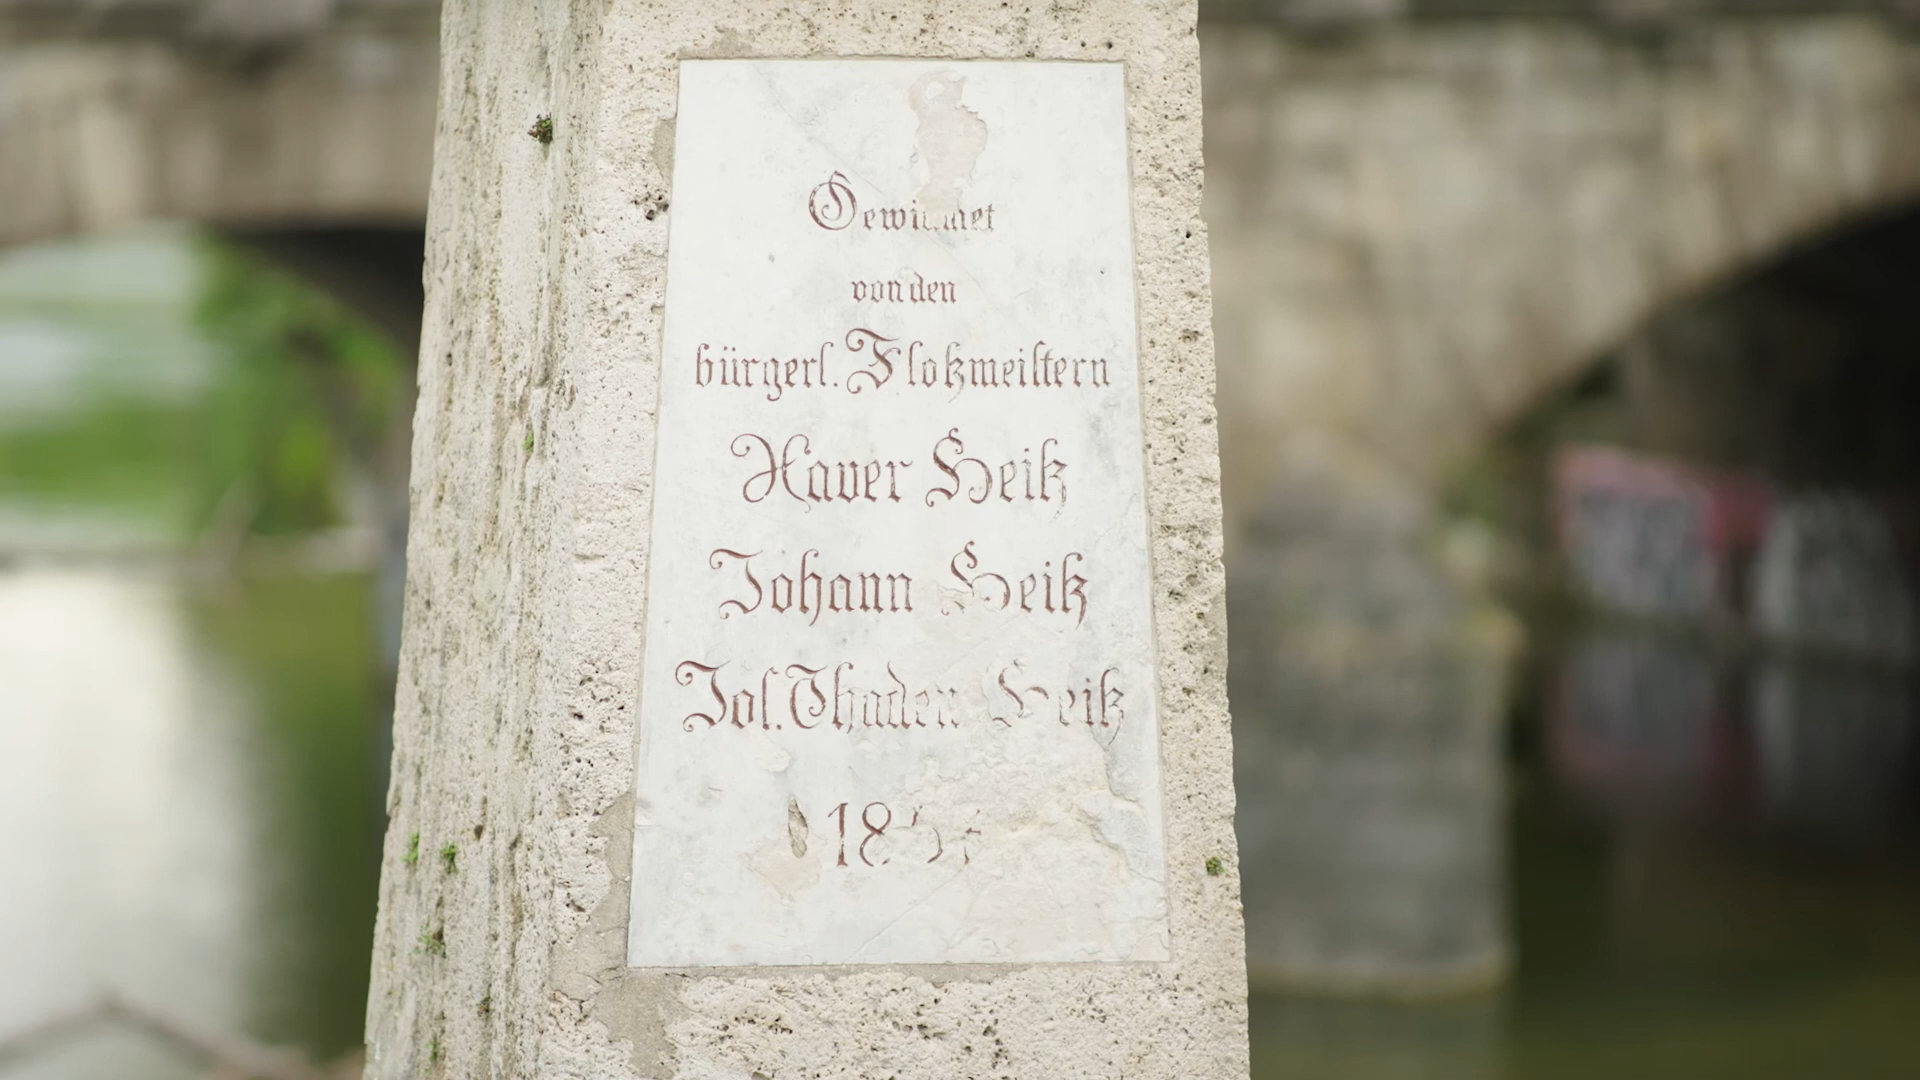 Gewidmet
von den
bürgerl. Floßmeistern
Xaver Heiß
Johann Heiß
Jos. Thaden Heiß